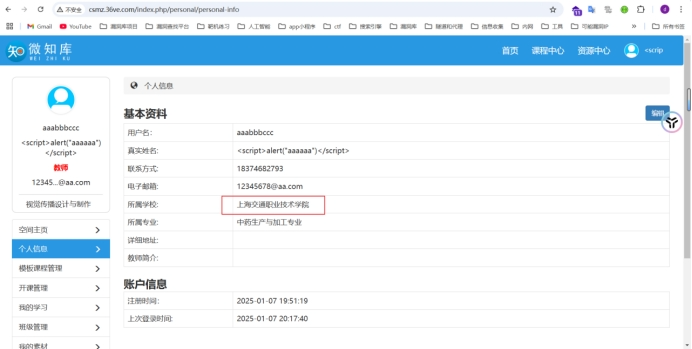 不安全 csmz.36ve.com/index.php/personal/personal-info
Gmail YouTube 漏洞库项目 漏洞查找平台 靶机练习 人工智能 app小程序 ctf 搜索引擎 漏洞库 隧道和代理 信息收集 内网 工具 可能漏洞IP » 所有书签
微知库 首页 课程中心 资源中心 <scrip
WEI ZHI KU
个人信息
aaabbbccc
<script>alert("aaaaaa")
</script>
教师
12345...@aa.com
视觉传播设计与制作
空间主页
个人信息
模板课程管理
开课管理
我的学习
班级管理
我的素材
基本资料 编辑
用户名: aaabbbccc
真实姓名: <script>alert("aaaaaa")</script>
联系方式: 18374682793
电子邮箱: 12345678@aa.com
所属学校: 上海交通职业技术学院
所属专业: 中药生产与加工专业
详细地址:
教师简介:
账户信息
注册时间: 2025-01-07 19:51:19
上次登录时间: 2025-01-07 20:17:40